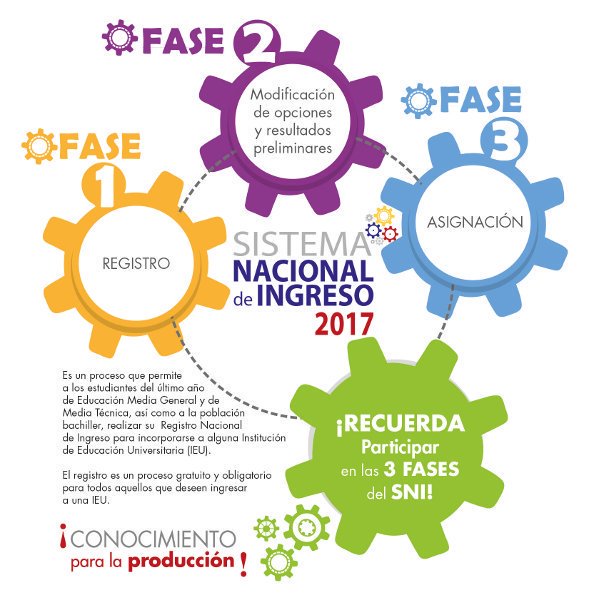 FASE 1
REGISTRO
FASE 2
Modificación
de opciones
y resultados
preliminares
FASE 3
ASIGNACIÓN
SISTEMA
NACIONAL
de INGRESO
2017
Es un proceso que permite
a los estudiantes del último año
de Educación Media General y de
Media Técnica, así como a la población
bachiller, realizar su Registro Nacional
de Ingreso para incorporarse a alguna Institución
de Educación Universitaria (IEU).
El registro es un proceso gratuito y obligatorio
para todos aquellos que deseen ingresar
a una IEU.
¡RECUERDA
Participar
en las 3 FASES
del SNI!
¡CONOCIMIENTO
para la producción!